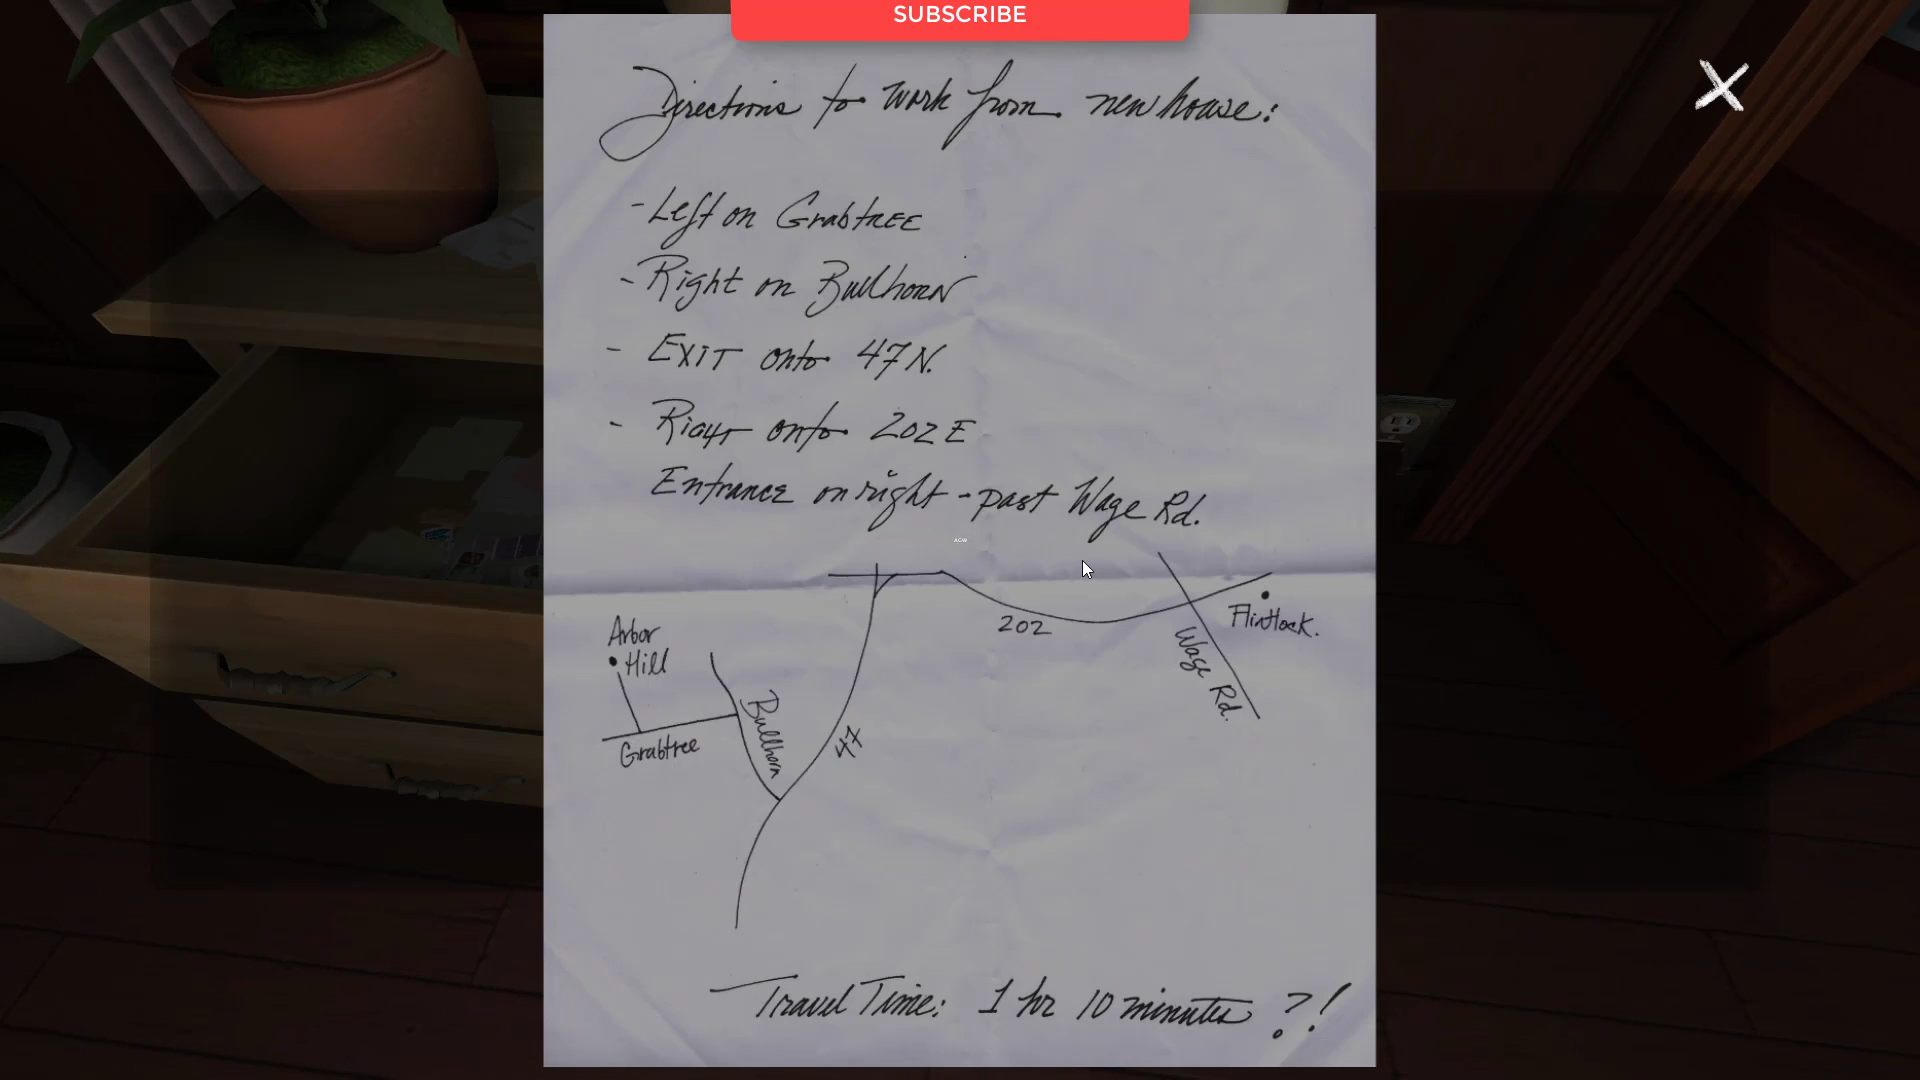 SUBSCRIBE
Directions to work from new house:
- Left on Grabtree
- Right on Bullhorn
- Exit onto 47 N.
- Right onto 202 E
Entrance on right - past Wage Rd.
AGW
Arbor
Hill
Grabtree
Bullhorn
47
202
Wage Rd.
Flintlock.
Travel Time: 1 hr 10 minutes ?!